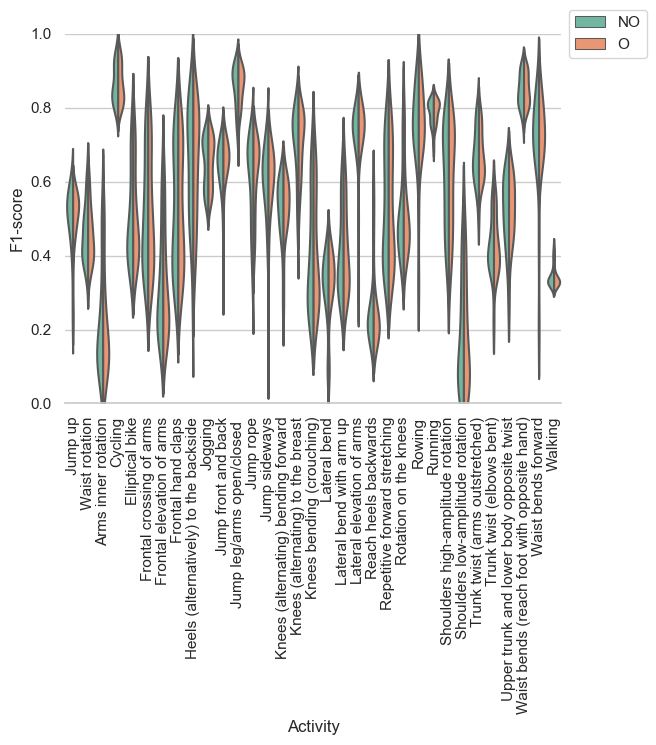 NO
O
F1-score
1.0
0.8
0.6
0.4
0.2
0.0
Jump up
Waist rotation
Arms inner rotation
Cycling
Elliptical bike
Frontal crossing of arms
Frontal elevation of arms
Frontal hand claps
Heels (alternatively) to the backside
Jogging
Jump front and back
Jump leg/arms open/closed
Jump rope
Jump sideways
Knees (alternating) bending forward
Knees (alternating) to the breast
Knees bending (crouching)
Lateral bend
Lateral bend with arm up
Lateral elevation of arms
Reach heels backwards
Repetitive forward stretching
Rotation on the knees
Rowing
Running
Shoulders high-amplitude rotation
Shoulders low-amplitude rotation
Trunk twist (arms outstretched)
Trunk twist (elbows bent)
Upper trunk and lower body opposite twist
Waist bends (reach foot with opposite hand)
Waist bends forward
Walking
Activity